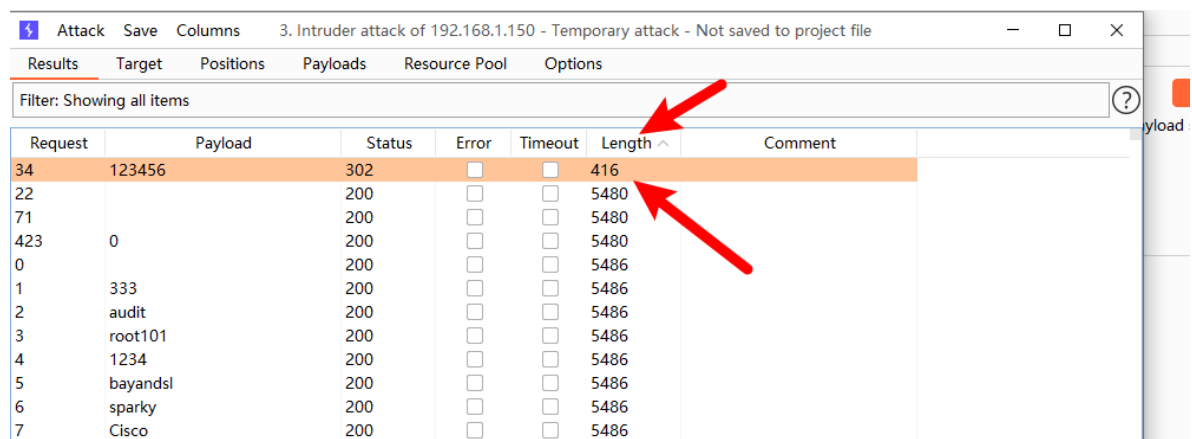 Attack Save Columns 3. Intruder attack of 192.168.1.150 - Temporary attack - Not saved to project file
Results Target Positions Payloads Resource Pool Options
Filter: Showing all items ?
yload
Request Payload Status Error Timeout Length Comment
34 123456 302 416
22 200 5480
71 200 5480
423 0 200 5480
0 200 5486
1 333 200 5486
2 audit 200 5486
3 root101 200 5486
4 1234 200 5486
5 bayandsl 200 5486
6 sparky 200 5486
7 Cisco 200 5486